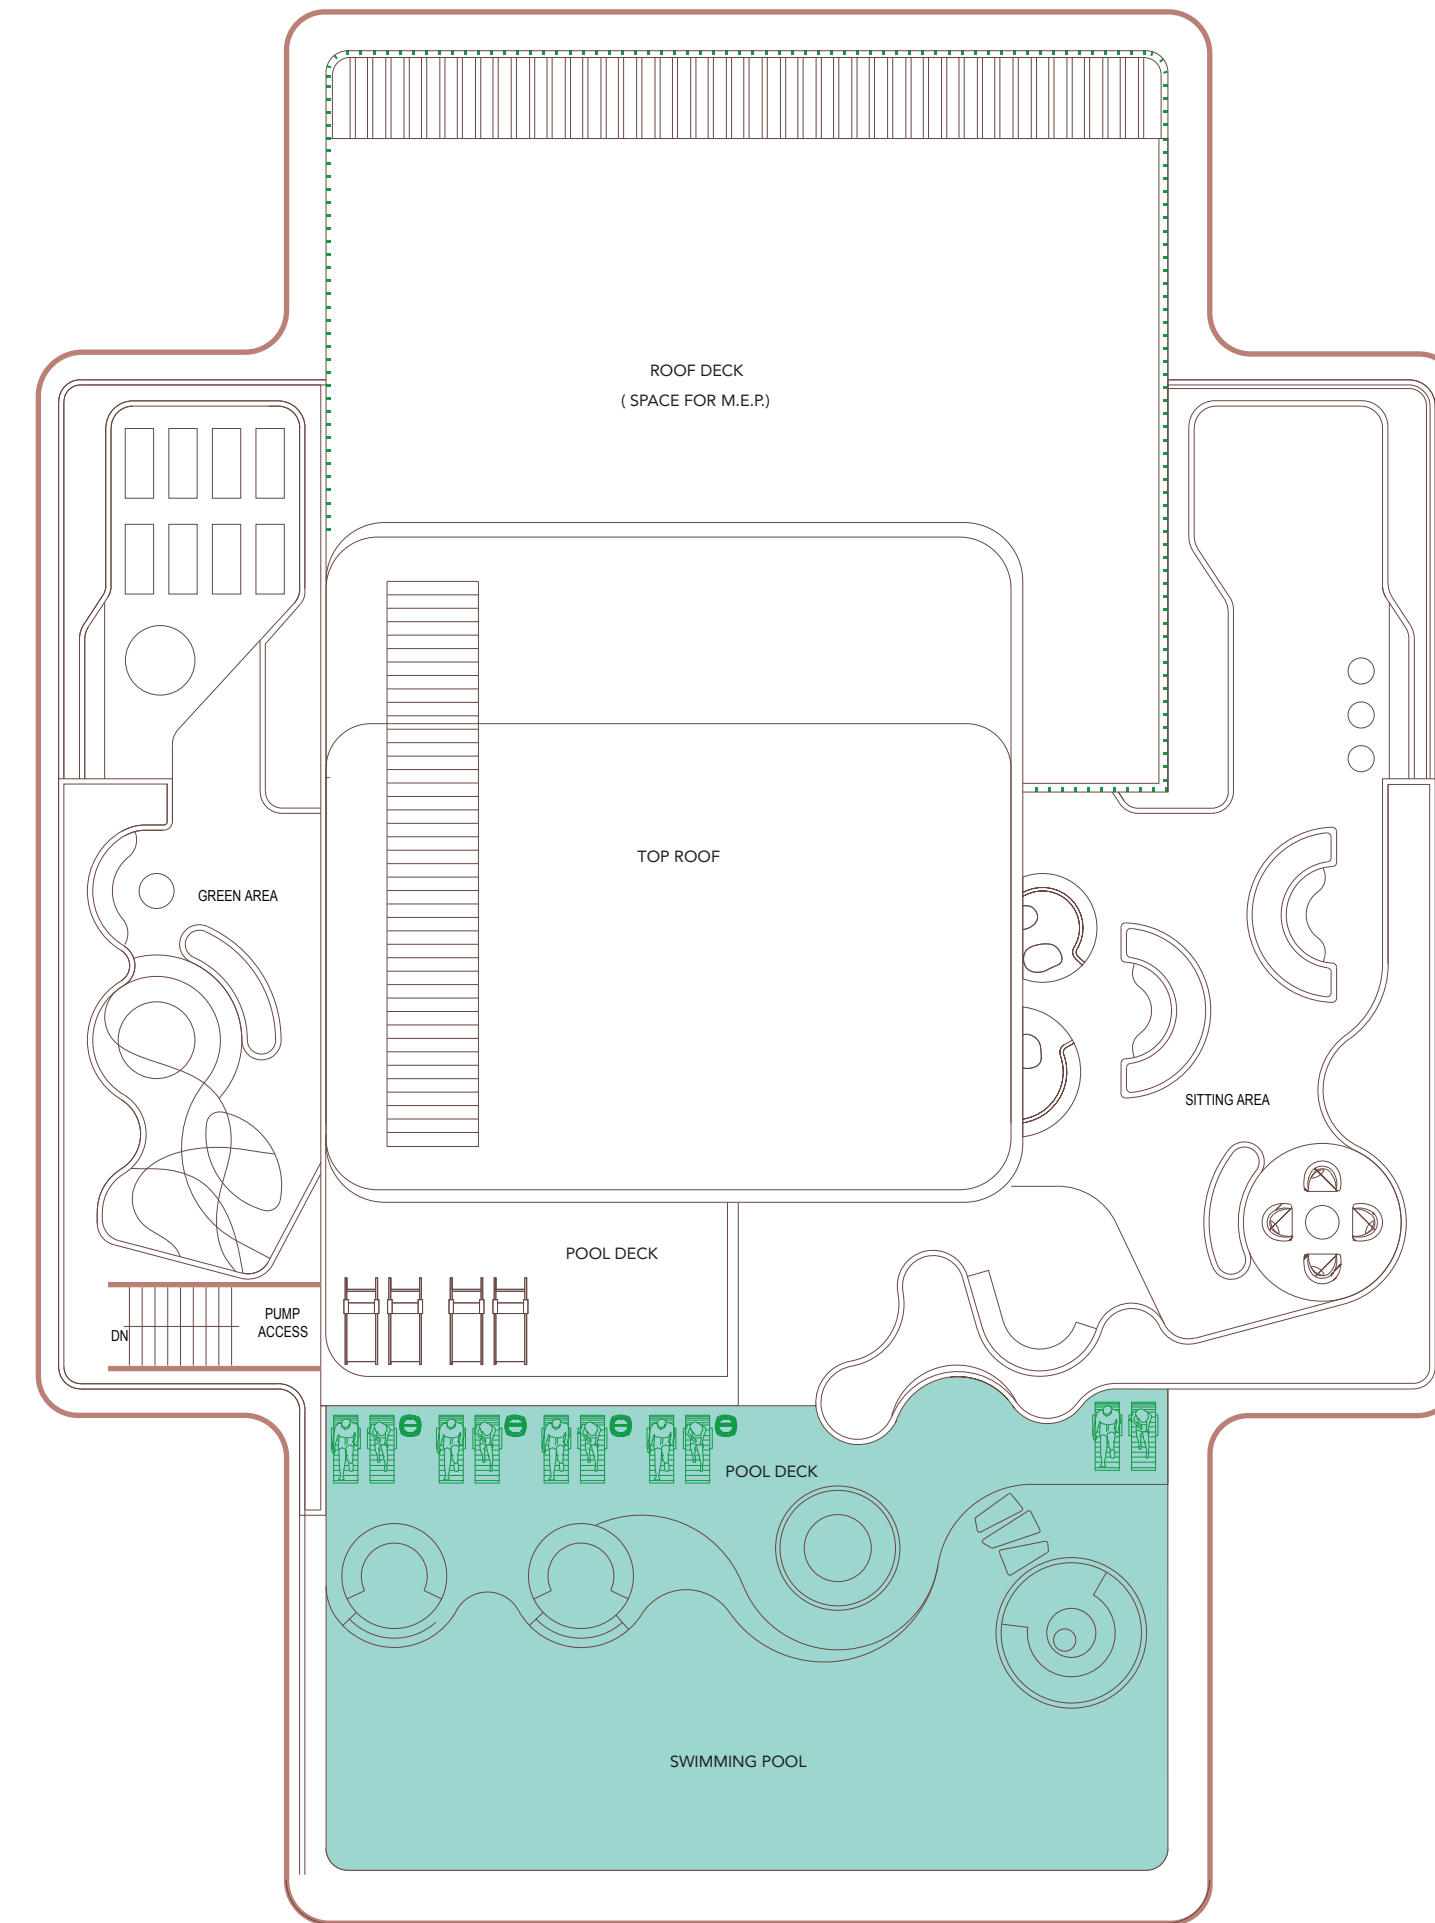 ROOF DECK
( SPACE FOR M.E.P.)
TOP ROOF
GREEN AREA
SITTING AREA
POOL DECK
PUMP
ACCESS
DN
POOL DECK
SWIMMING POOL